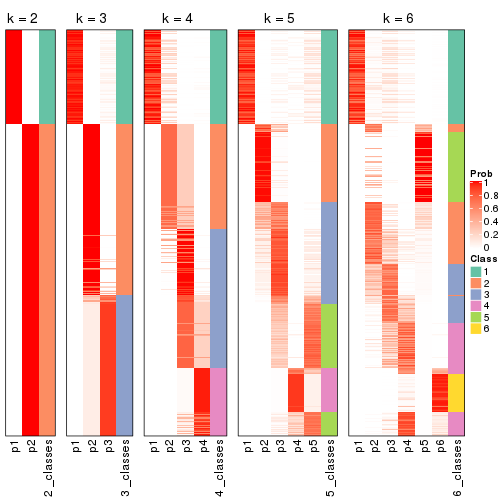 k = 2 k = 3 k = 4 k = 5 k = 6
p1 p2 2_classes
p1 p2 p3 3_classes
p1 p2 p3 p4 4_classes
p1 p2 p3 p4 p5 5_classes
p1 p2 p3 p4 p5 p6 6_classes
Prob
1
0.8
0.6
0.4
0.2
0
Class
1
2
3
4
5
6